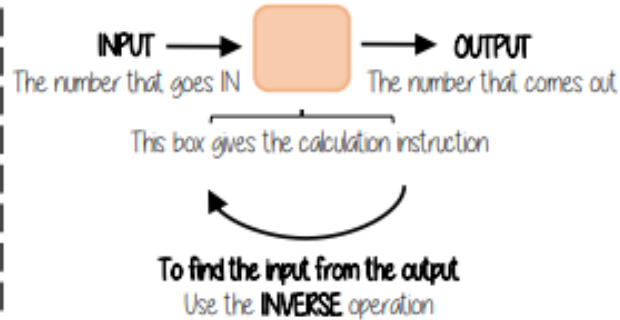 INPUT OUTPUT
The number that goes IN The number that comes out
This box gives the calculation instruction
To find the input from the output
Use the INVERSE operation